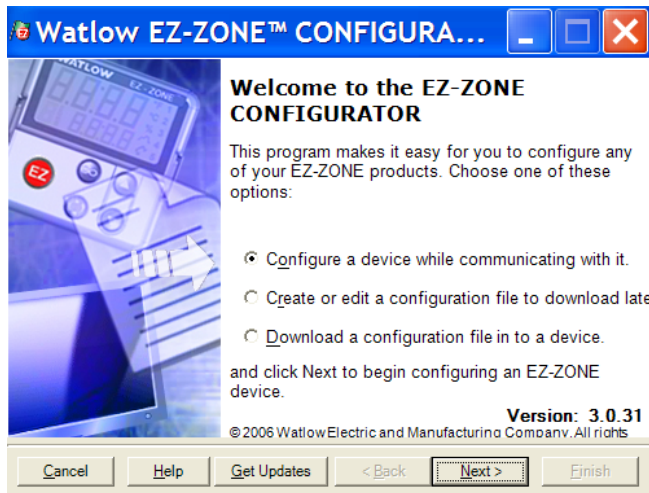 Watlow EZ-ZONE™ CONFIGURA...
WATLOW
EZ-ZONE
EZ
Welcome to the EZ-ZONE
CONFIGURATOR
This program makes it easy for you to configure any
of your EZ-ZONE products. Choose one of these
options:
Configure a device while communicating with it.
Create or edit a configuration file to download late
Download a configuration file in to a device.
and click Next to begin configuring an EZ-ZONE
device.
Version: 3.0.31
©2006 Watlow Electric and Manufacturing Company. All rights
Cancel Help Get Updates < Back Next > Finish